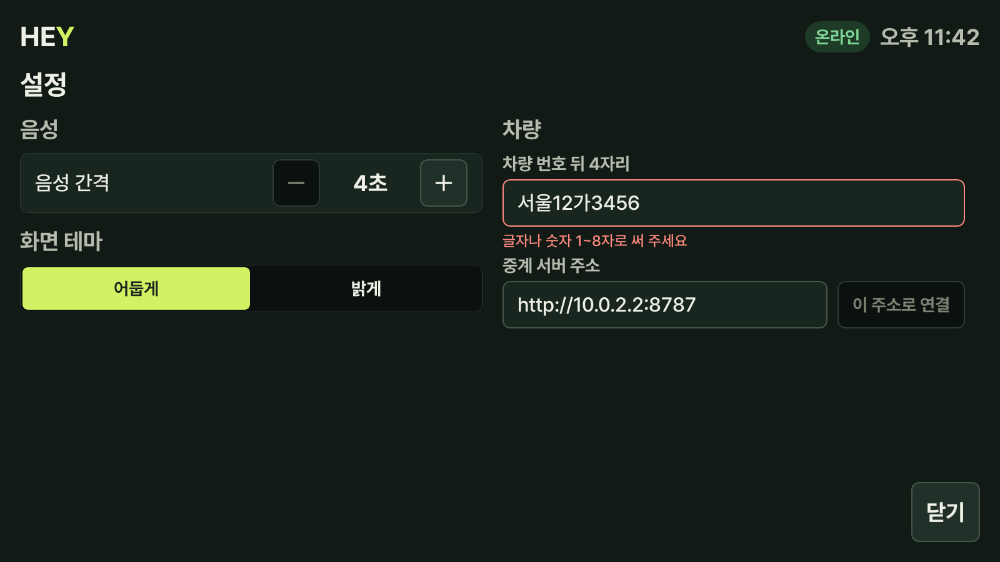 HEY
온라인 오후 11:42
설정
음성
음성 간격 − 4초 +
화면 테마
어둡게 밝게
차량
차량 번호 뒤 4자리
서울12가3456
글자나 숫자 1~8자로 써 주세요
중계 서버 주소
http://10.0.2.2:8787 이 주소로 연결
닫기